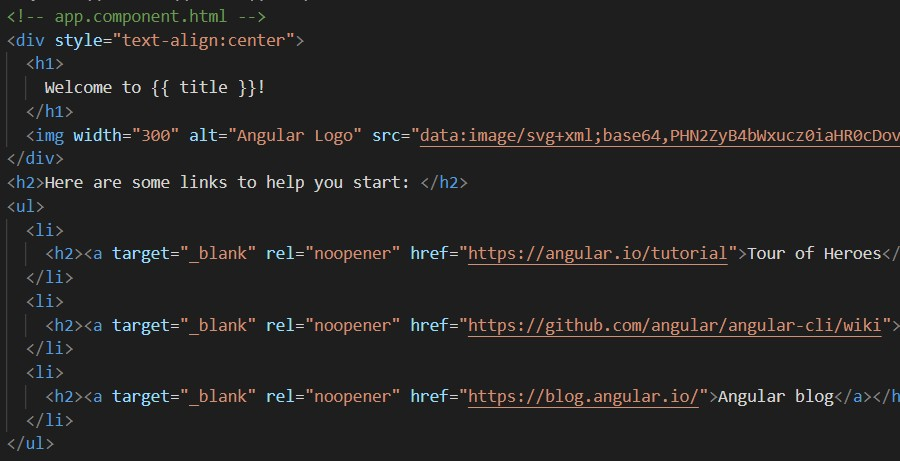 <!-- app.component.html -->
<div style="text-align:center">
<h1>
Welcome to {{ title }}!
</h1>
<img width="300" alt="Angular Logo" src="data:image/svg+xml;base64,PHN2ZyB4bWxucz0iaHR0cDov
</div>
<h2>Here are some links to help you start: </h2>
<ul>
<li>
<h2><a target="_blank" rel="noopener" href="https://angular.io/tutorial">Tour of Heroes</
</li>
<li>
<h2><a target="_blank" rel="noopener" href="https://github.com/angular/angular-cli/wiki">
</li>
<li>
<h2><a target="_blank" rel="noopener" href="https://blog.angular.io/">Angular blog</a></h
</li>
</ul>